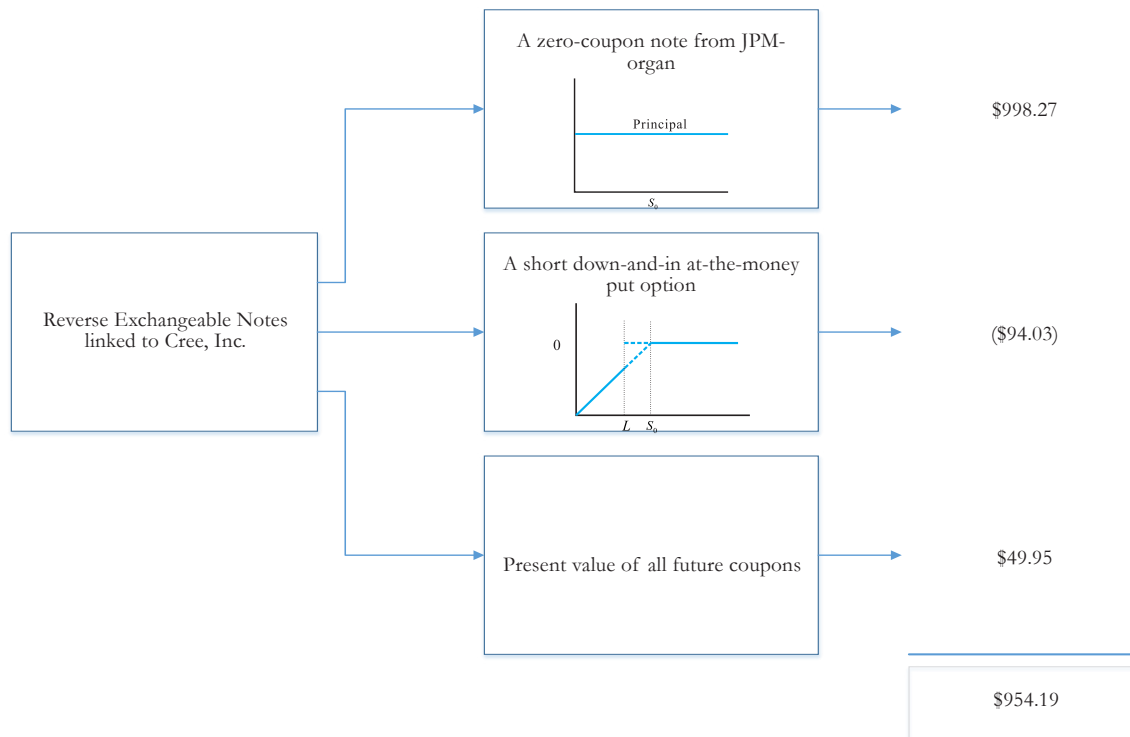 A zero-coupon note from JPM-
organ
Principal
S₀
$998.27
Reverse Exchangeable Notes
linked to Cree, Inc.
A short down-and-in at-the-money
put option
0
L S₀
($94.03)
Present value of all future coupons
$49.95
$954.19